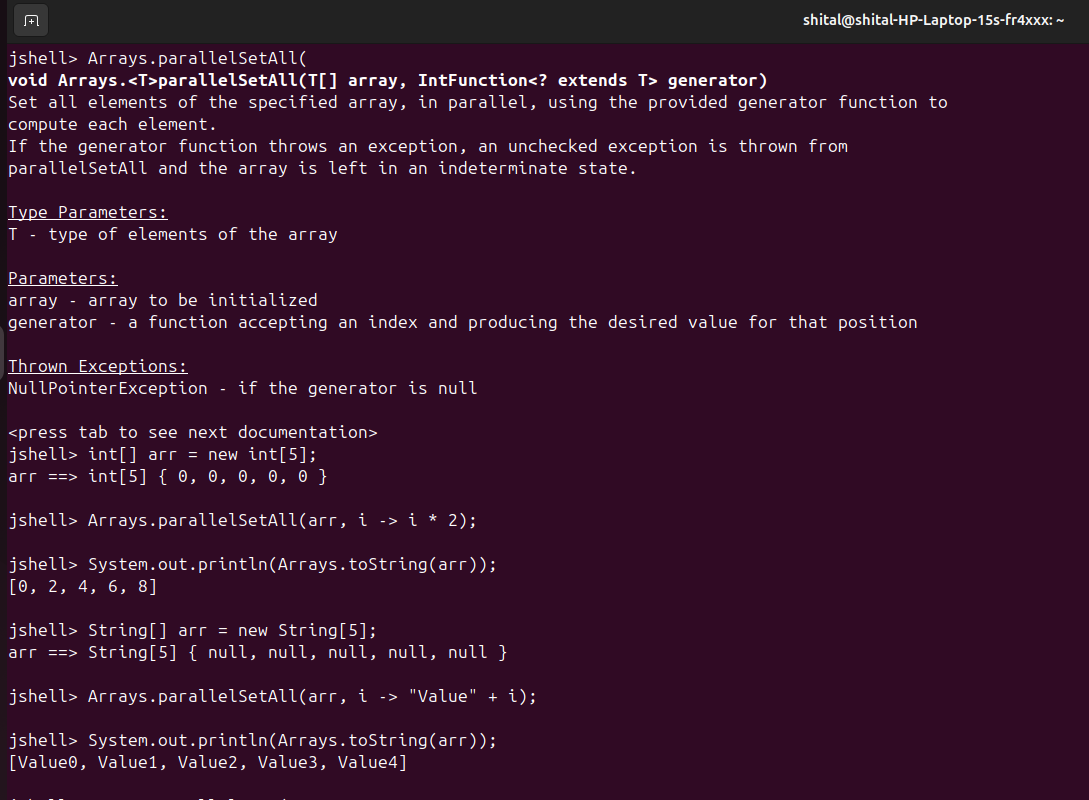 shital@shital-HP-Laptop-15s-fr4xxx: ~
jshell> Arrays.parallelSetAll(
void Arrays.<T>parallelSetAll(T[] array, IntFunction<? extends T> generator)
Set all elements of the specified array, in parallel, using the provided generator function to
compute each element.
If the generator function throws an exception, an unchecked exception is thrown from
parallelSetAll and the array is left in an indeterminate state.
Type Parameters:
T - type of elements of the array
Parameters:
array - array to be initialized
generator - a function accepting an index and producing the desired value for that position
Thrown Exceptions:
NullPointerException - if the generator is null
<press tab to see next documentation>
jshell> int[] arr = new int[5];
arr ==> int[5] { 0, 0, 0, 0, 0 }
jshell> Arrays.parallelSetAll(arr, i -> i * 2);
jshell> System.out.println(Arrays.toString(arr));
[0, 2, 4, 6, 8]
jshell> String[] arr = new String[5];
arr ==> String[5] { null, null, null, null, null }
jshell> Arrays.parallelSetAll(arr, i -> "Value" + i);
jshell> System.out.println(Arrays.toString(arr));
[Value0, Value1, Value2, Value3, Value4]